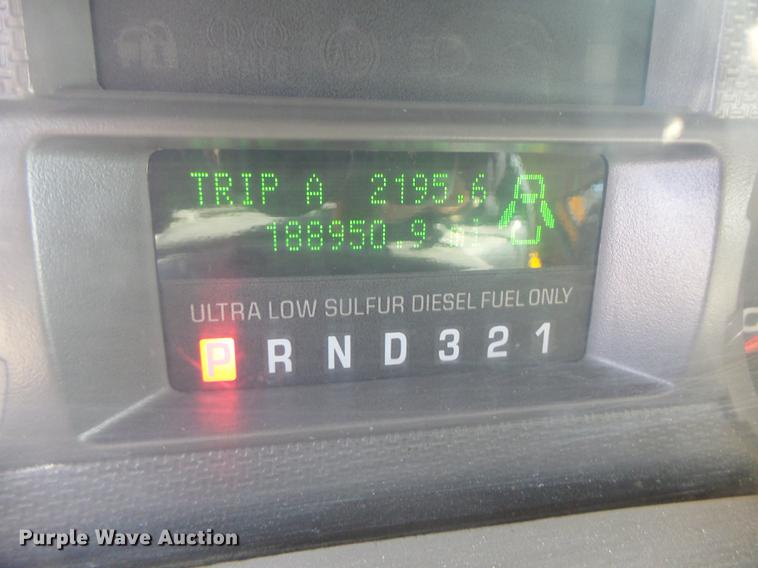 TRIP A 2195.6
188950.9 mi
ULTRA LOW SULFUR DIESEL FUEL ONLY
P R N D 3 2 1
Purple Wave Auction